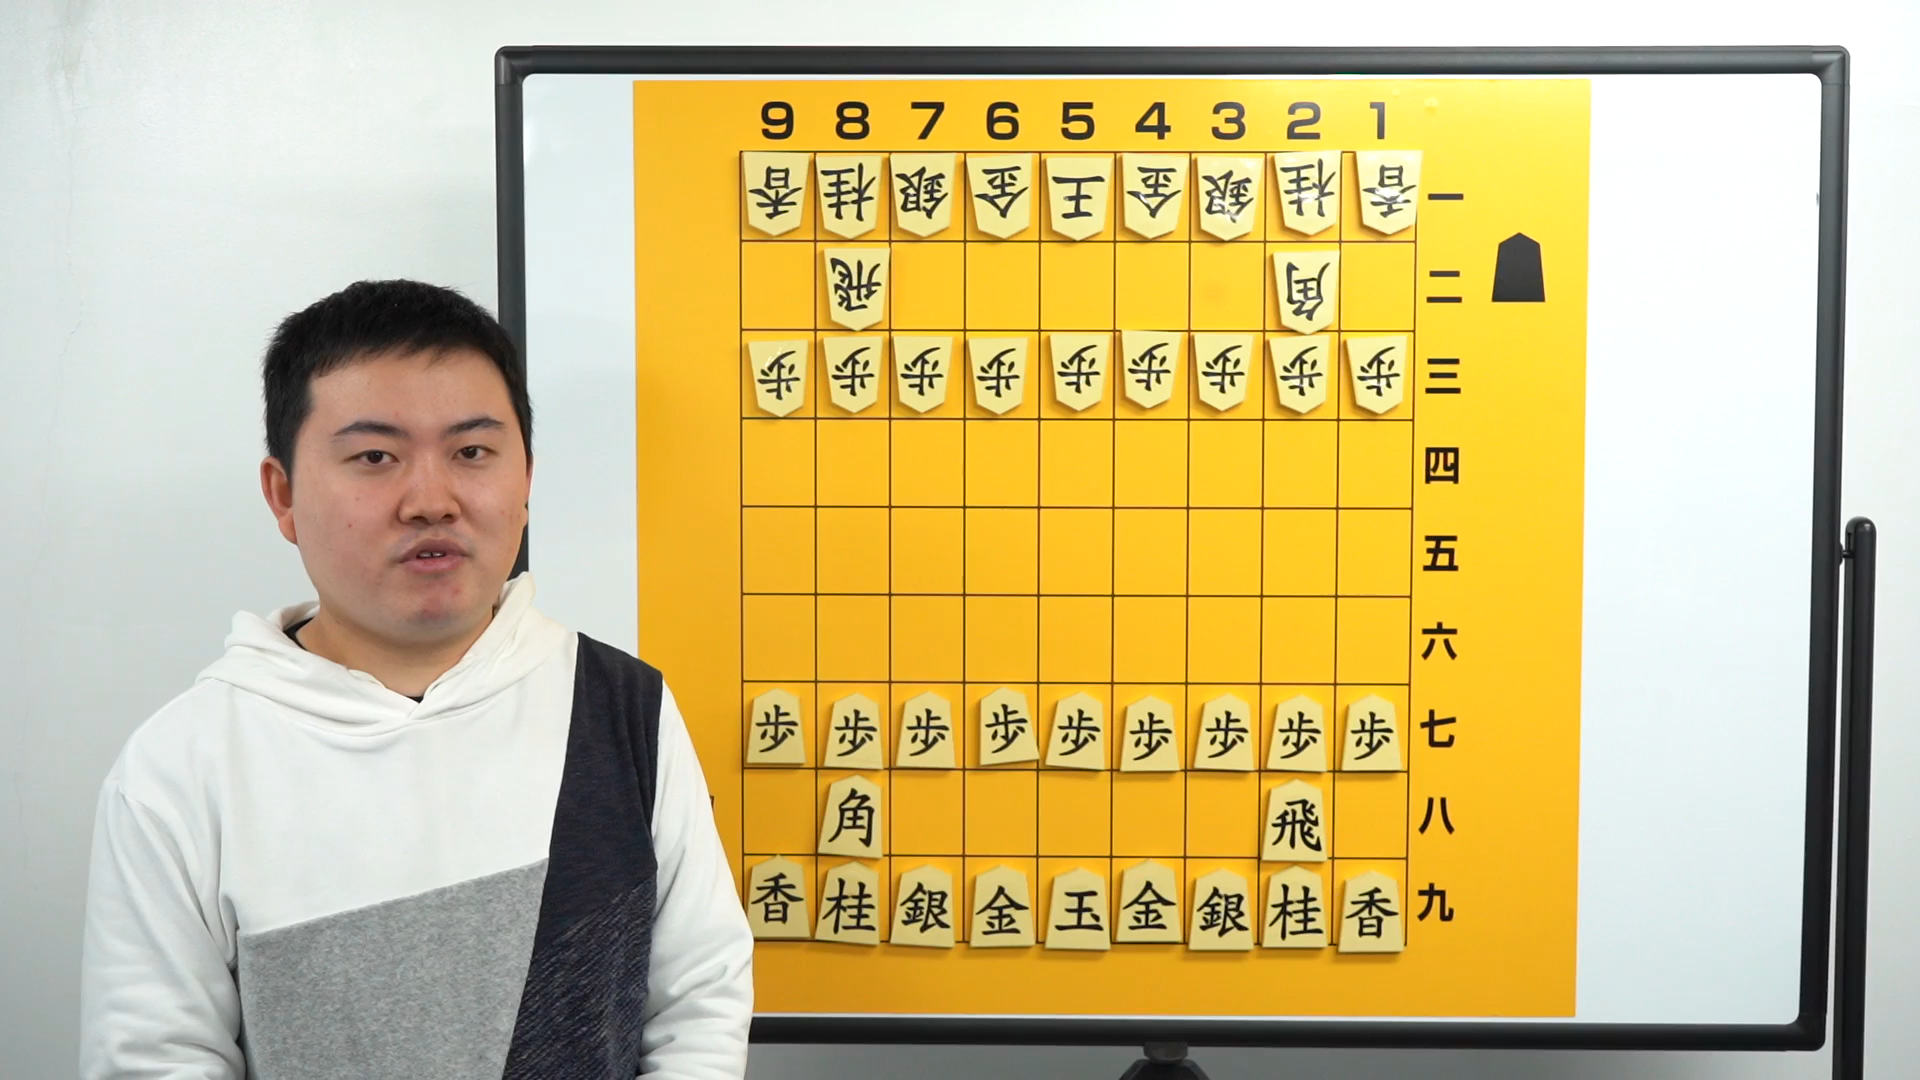 9 8 7 6 5 4 3 2 1
香 桂 銀 金 王 金 銀 桂 香 一
飛 角 二
歩 歩 歩 歩 歩 歩 歩 歩 歩 三
四
五
六
歩 歩 歩 歩 歩 歩 歩 歩 歩 七
角 飛 八
香 桂 銀 金 玉 金 銀 桂 香 九